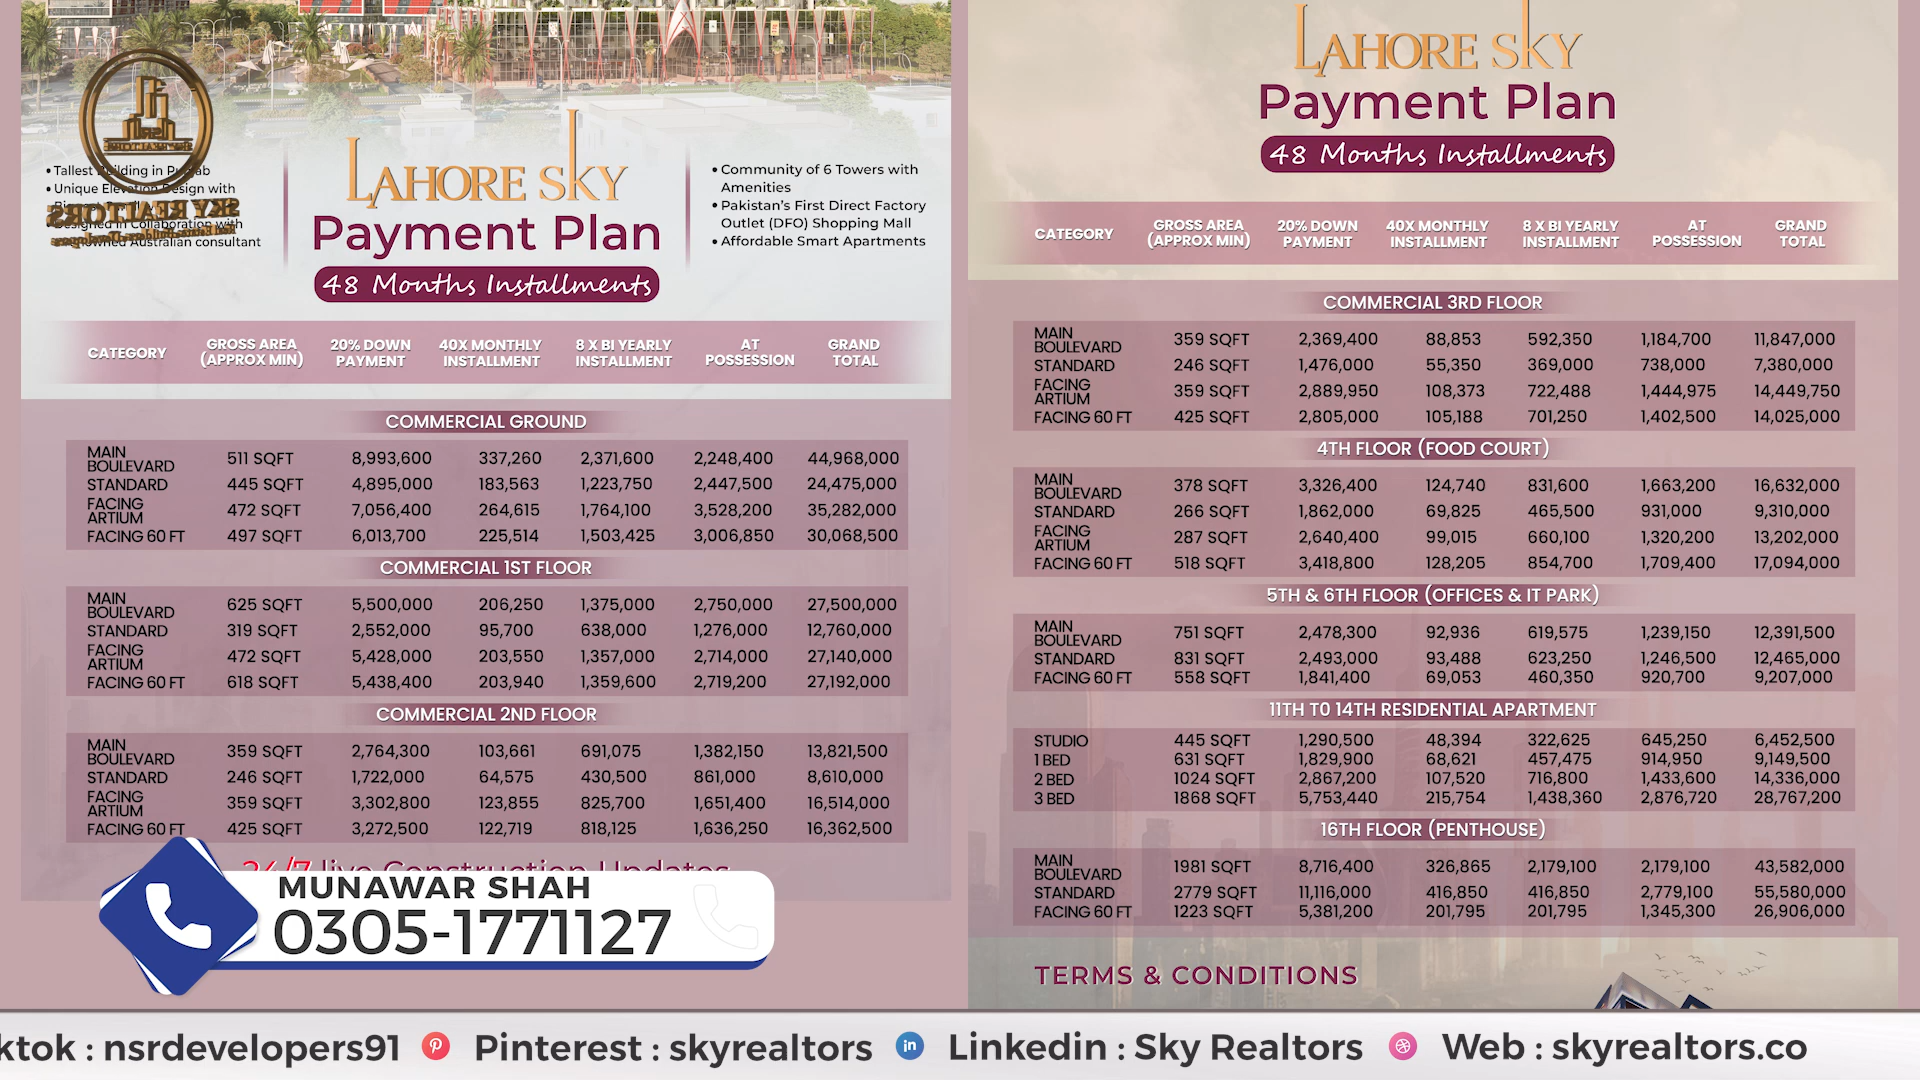 • Tallest Building in Punjab
• Unique Elevation Design with
Designed in Collaboration with
Australian consultant
SKY REALTORS
LAHORE SKY
Payment Plan
48 Months Installments
• Community of 6 Towers with
Amenities
• Pakistan's First Direct Factory
Outlet (DFO) Shopping Mall
• Affordable Smart Apartments
CATEGORY GROSS AREA (APPROX MIN) 20% DOWN PAYMENT 40X MONTHLY INSTALLMENT 8 X BI YEARLY INSTALLMENT AT POSSESSION GRAND TOTAL
COMMERCIAL GROUND
MAIN BOULEVARD 511 SQFT 8,993,600 337,260 2,371,600 2,248,400 44,968,000
STANDARD 445 SQFT 4,895,000 183,563 1,223,750 2,447,500 24,475,000
FACING ARTIUM 472 SQFT 7,056,400 264,615 1,764,100 3,528,200 35,282,000
FACING 60 FT 497 SQFT 6,013,700 225,514 1,503,425 3,006,850 30,068,500
COMMERCIAL 1ST FLOOR
MAIN BOULEVARD 625 SQFT 5,500,000 206,250 1,375,000 2,750,000 27,500,000
STANDARD 319 SQFT 2,552,000 95,700 638,000 1,276,000 12,760,000
FACING ARTIUM 472 SQFT 5,428,000 203,550 1,357,000 2,714,000 27,140,000
FACING 60 FT 618 SQFT 5,438,400 203,940 1,359,600 2,719,200 27,192,000
COMMERCIAL 2ND FLOOR
MAIN BOULEVARD 359 SQFT 2,764,300 103,661 691,075 1,382,150 13,821,500
STANDARD 246 SQFT 1,722,000 64,575 430,500 861,000 8,610,000
FACING ARTIUM 359 SQFT 3,302,800 123,855 825,700 1,651,400 16,514,000
FACING 60 FT 425 SQFT 3,272,500 122,719 818,125 1,636,250 16,362,500
24/7 live Construction Updates
MUNAWAR SHAH
0305-1771127
LAHORE SKY
Payment Plan
48 Months Installments
CATEGORY GROSS AREA (APPROX MIN) 20% DOWN PAYMENT 40X MONTHLY INSTALLMENT 8 X BI YEARLY INSTALLMENT AT POSSESSION GRAND TOTAL
COMMERCIAL 3RD FLOOR
MAIN BOULEVARD 359 SQFT 2,369,400 88,853 592,350 1,184,700 11,847,000
STANDARD 246 SQFT 1,476,000 55,350 369,000 738,000 7,380,000
FACING ARTIUM 359 SQFT 2,889,950 108,373 722,488 1,444,975 14,449,750
FACING 60 FT 425 SQFT 2,805,000 105,188 701,250 1,402,500 14,025,000
4TH FLOOR (FOOD COURT)
MAIN BOULEVARD 378 SQFT 3,326,400 124,740 831,600 1,663,200 16,632,000
STANDARD 266 SQFT 1,862,000 69,825 465,500 931,000 9,310,000
FACING ARTIUM 287 SQFT 2,640,400 99,015 660,100 1,320,200 13,202,000
FACING 60 FT 518 SQFT 3,418,800 128,205 854,700 1,709,400 17,094,000
5TH & 6TH FLOOR (OFFICES & IT PARK)
MAIN BOULEVARD 751 SQFT 2,478,300 92,936 619,575 1,239,150 12,391,500
STANDARD 831 SQFT 2,493,000 93,488 623,250 1,246,500 12,465,000
FACING 60 FT 558 SQFT 1,841,400 69,053 460,350 920,700 9,207,000
11TH T0 14TH RESIDENTIAL APARTMENT
STUDIO 445 SQFT 1,290,500 48,394 322,625 645,250 6,452,500
1 BED 631 SQFT 1,829,900 68,621 457,475 914,950 9,149,500
2 BED 1024 SQFT 2,867,200 107,520 716,800 1,433,600 14,336,000
3 BED 1868 SQFT 5,753,440 215,754 1,438,360 2,876,720 28,767,200
16TH FLOOR (PENTHOUSE)
MAIN BOULEVARD 1981 SQFT 8,716,400 326,865 2,179,100 2,179,100 43,582,000
STANDARD 2779 SQFT 11,116,000 416,850 416,850 2,779,100 55,580,000
FACING 60 FT 1223 SQFT 5,381,200 201,795 201,795 1,345,300 26,906,000
TERMS & CONDITIONS
ktok : nsrdevelopers91 Pinterest : skyrealtors Linkedin : Sky Realtors Web : skyrealtors.co